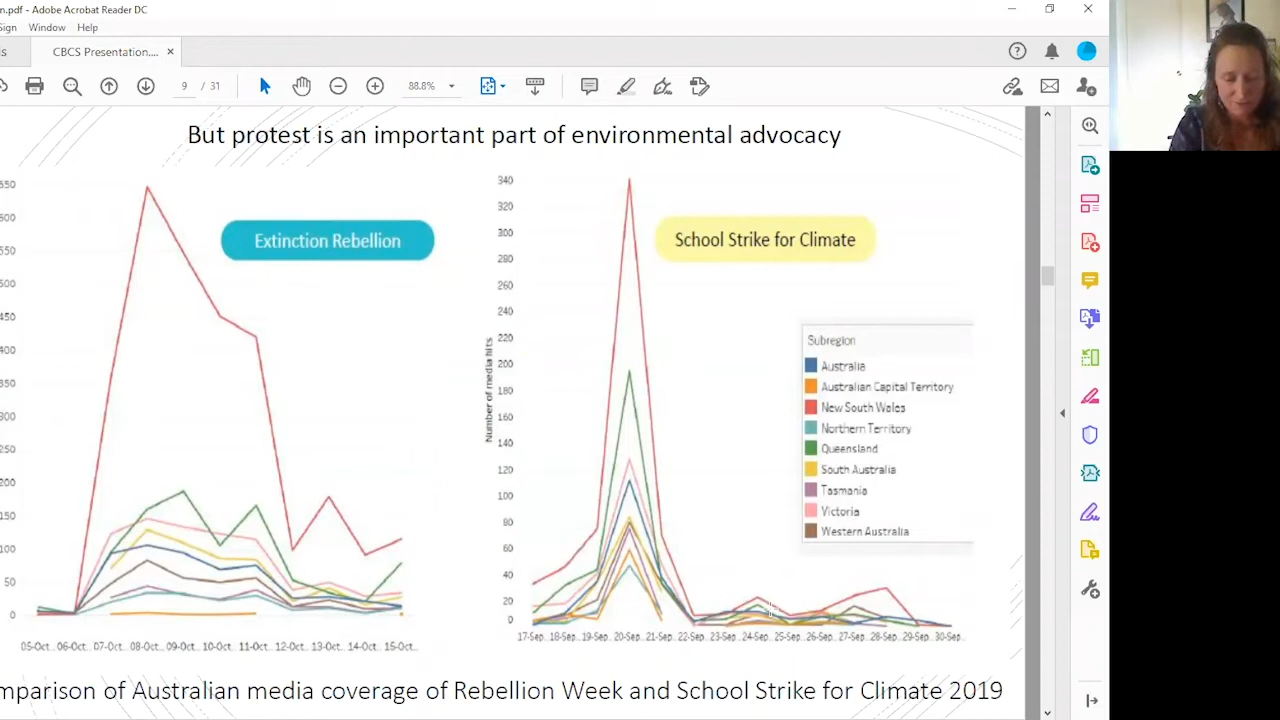 n.pdf - Adobe Acrobat Reader DC
Sign Window Help
ls
CBCS Presentation.... ×
9 / 31
88.8%
But protest is an important part of environmental advocacy
Extinction Rebellion
650
600
550
500
450
400
350
300
250
200
150
100
50
0
05-Oct.. 06-Oct.. 07-Oct.. 08-Oct.. 09-Oct.. 10-Oct.. 11-Oct.. 12-Oct.. 13-Oct.. 14-Oct.. 15-Oct..
School Strike for Climate
Number of media hits
340
320
300
280
260
240
220
200
180
160
140
120
100
80
60
40
20
0
17-Sep.. 18-Sep.. 19-Sep.. 20-Sep.. 21-Sep.. 22-Sep.. 23-Sep.. 24-Sep.. 25-Sep.. 26-Sep.. 27-Sep.. 28-Sep.. 29-Sep.. 30-Sep..
Subregion
Australia
Australian Capital Territory
New South Wales
Northern Territory
Queensland
South Australia
Tasmania
Victoria
Western Australia
mparison of Australian media coverage of Rebellion Week and School Strike for Climate 2019